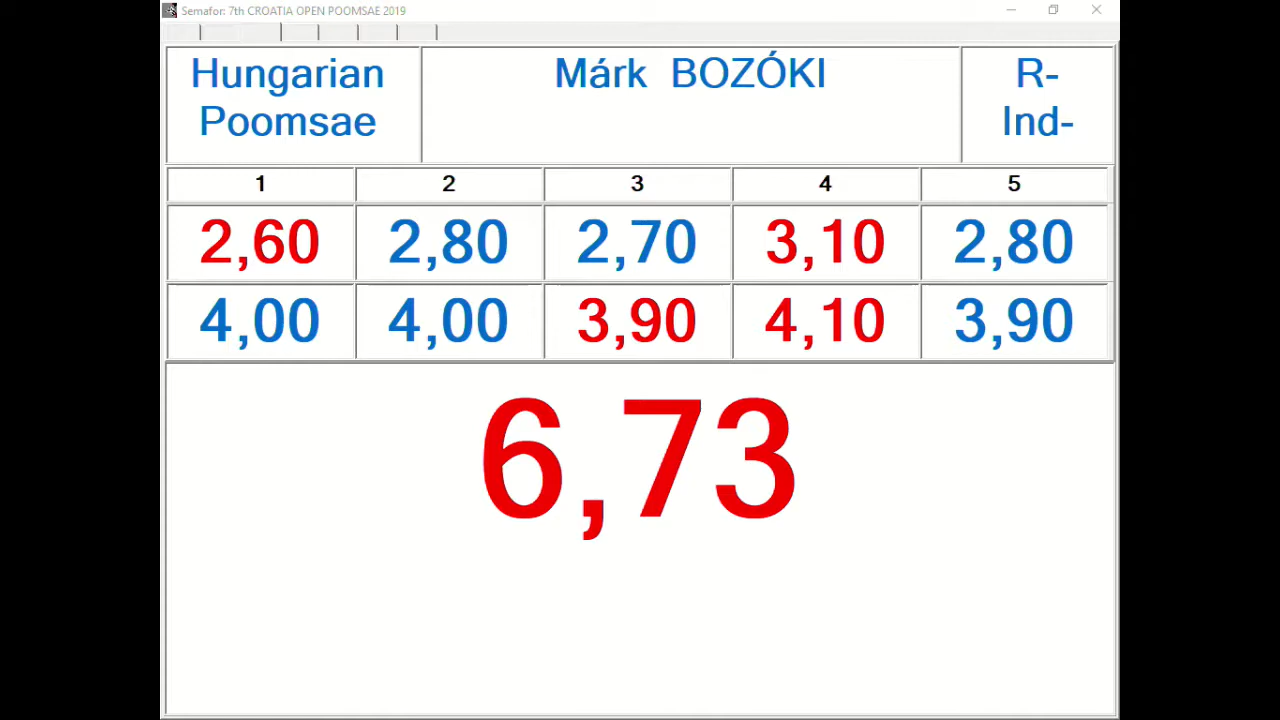 Semafor: 7th CROATIA OPEN POOMSAE 2019
Hungarian Poomsae
Márk BOZÓKI
R-Ind-
1 2 3 4 5
2,60 2,80 2,70 3,10 2,80
4,00 4,00 3,90 4,10 3,90
6,73